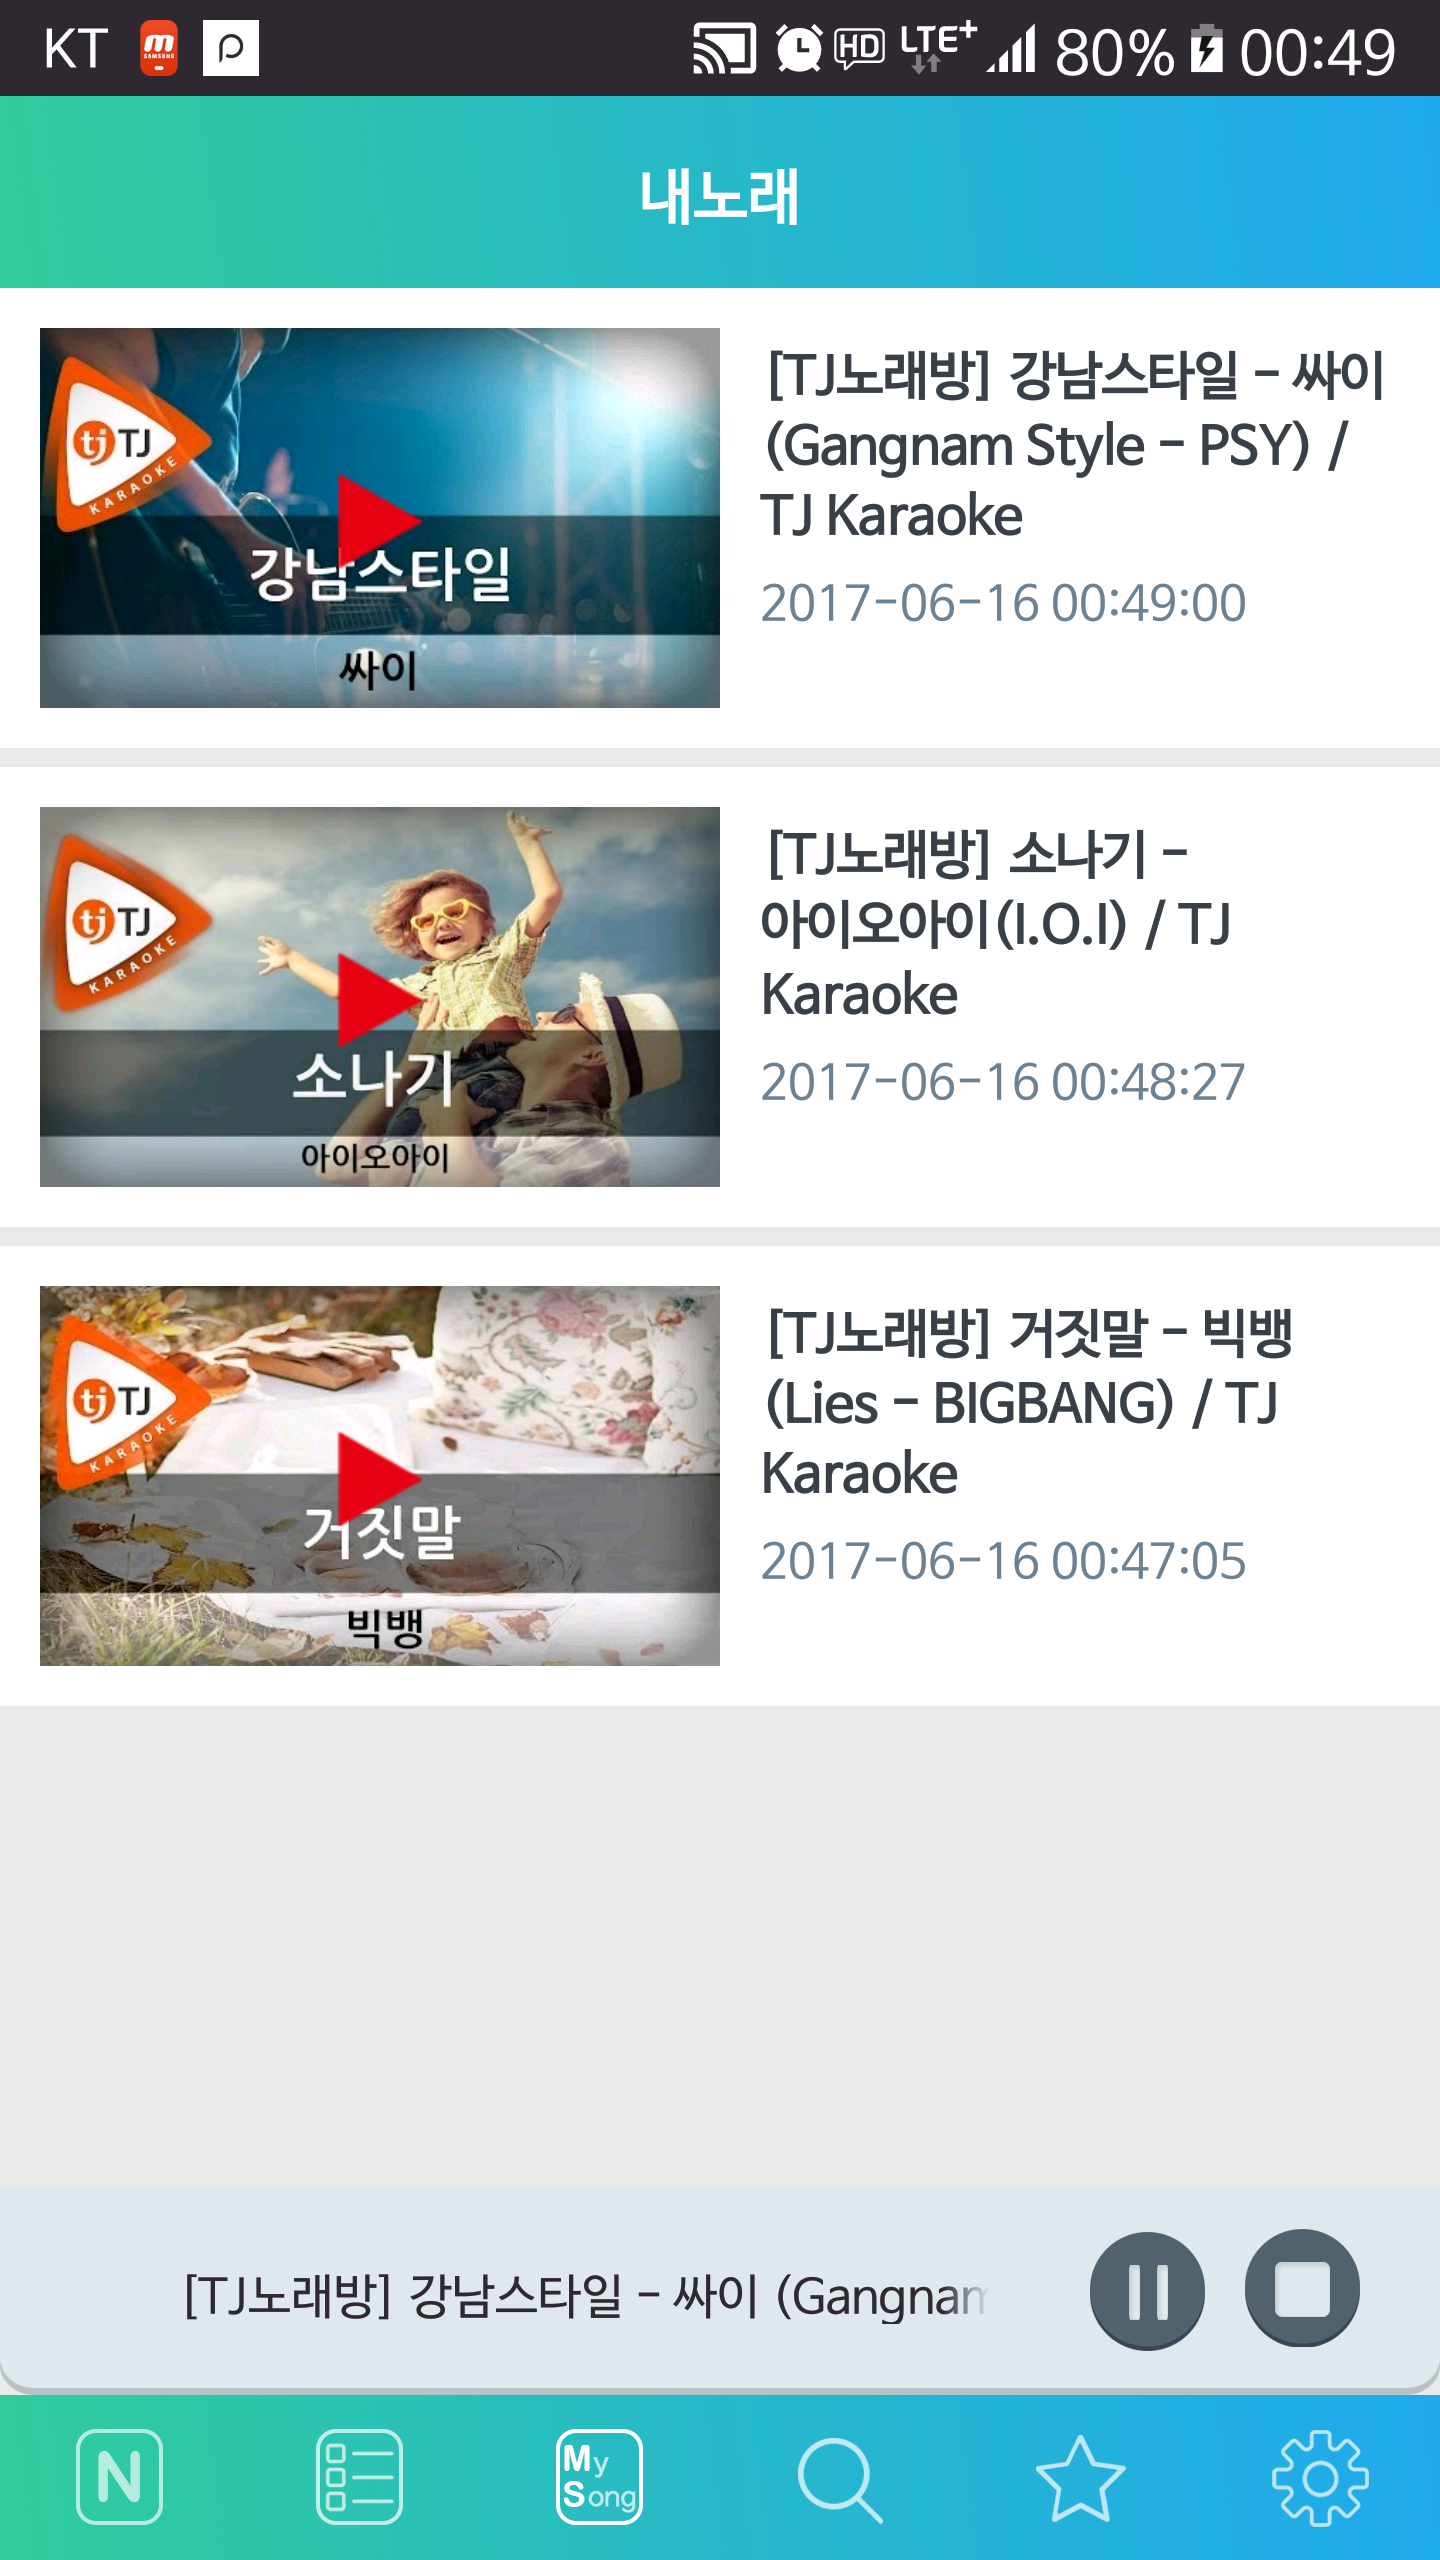 KT
m
SAMSUNG
HD
LTE+
80%
00:49
내노래
tj TJ
KARAOKE
강남스타일
싸이
[TJ노래방] 강남스타일 - 싸이
(Gangnam Style - PSY) /
TJ Karaoke
2017-06-16 00:49:00
tj TJ
KARAOKE
소나기
아이오아이
[TJ노래방] 소나기 -
아이오아이(I.O.I) / TJ
Karaoke
2017-06-16 00:48:27
tj TJ
KARAOKE
거짓말
빅뱅
[TJ노래방] 거짓말 - 빅뱅
(Lies - BIGBANG) / TJ
Karaoke
2017-06-16 00:47:05
[TJ노래방] 강남스타일 - 싸이 (Gangnam
N
My
Song